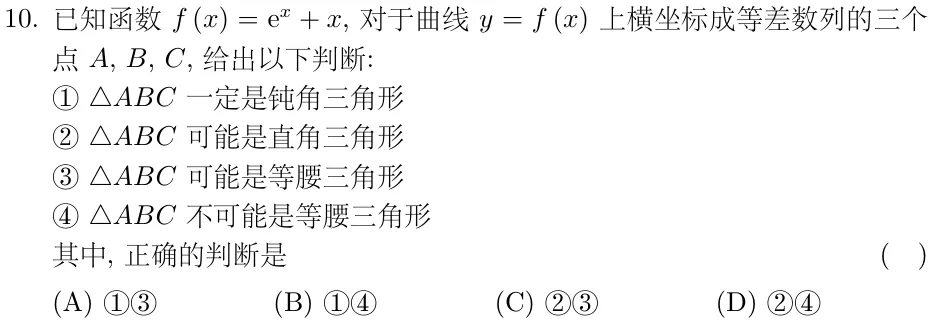 10. 已知函数 f (x) = eˣ + x, 对于曲线 y = f (x) 上横坐标成等差数列的三个
点 A, B, C, 给出以下判断:
① △ABC 一定是钝角三角形
② △ABC 可能是直角三角形
③ △ABC 可能是等腰三角形
④ △ABC 不可能是等腰三角形
其中, 正确的判断是 ( )
(A) ①③ (B) ①④ (C) ②③ (D) ②④